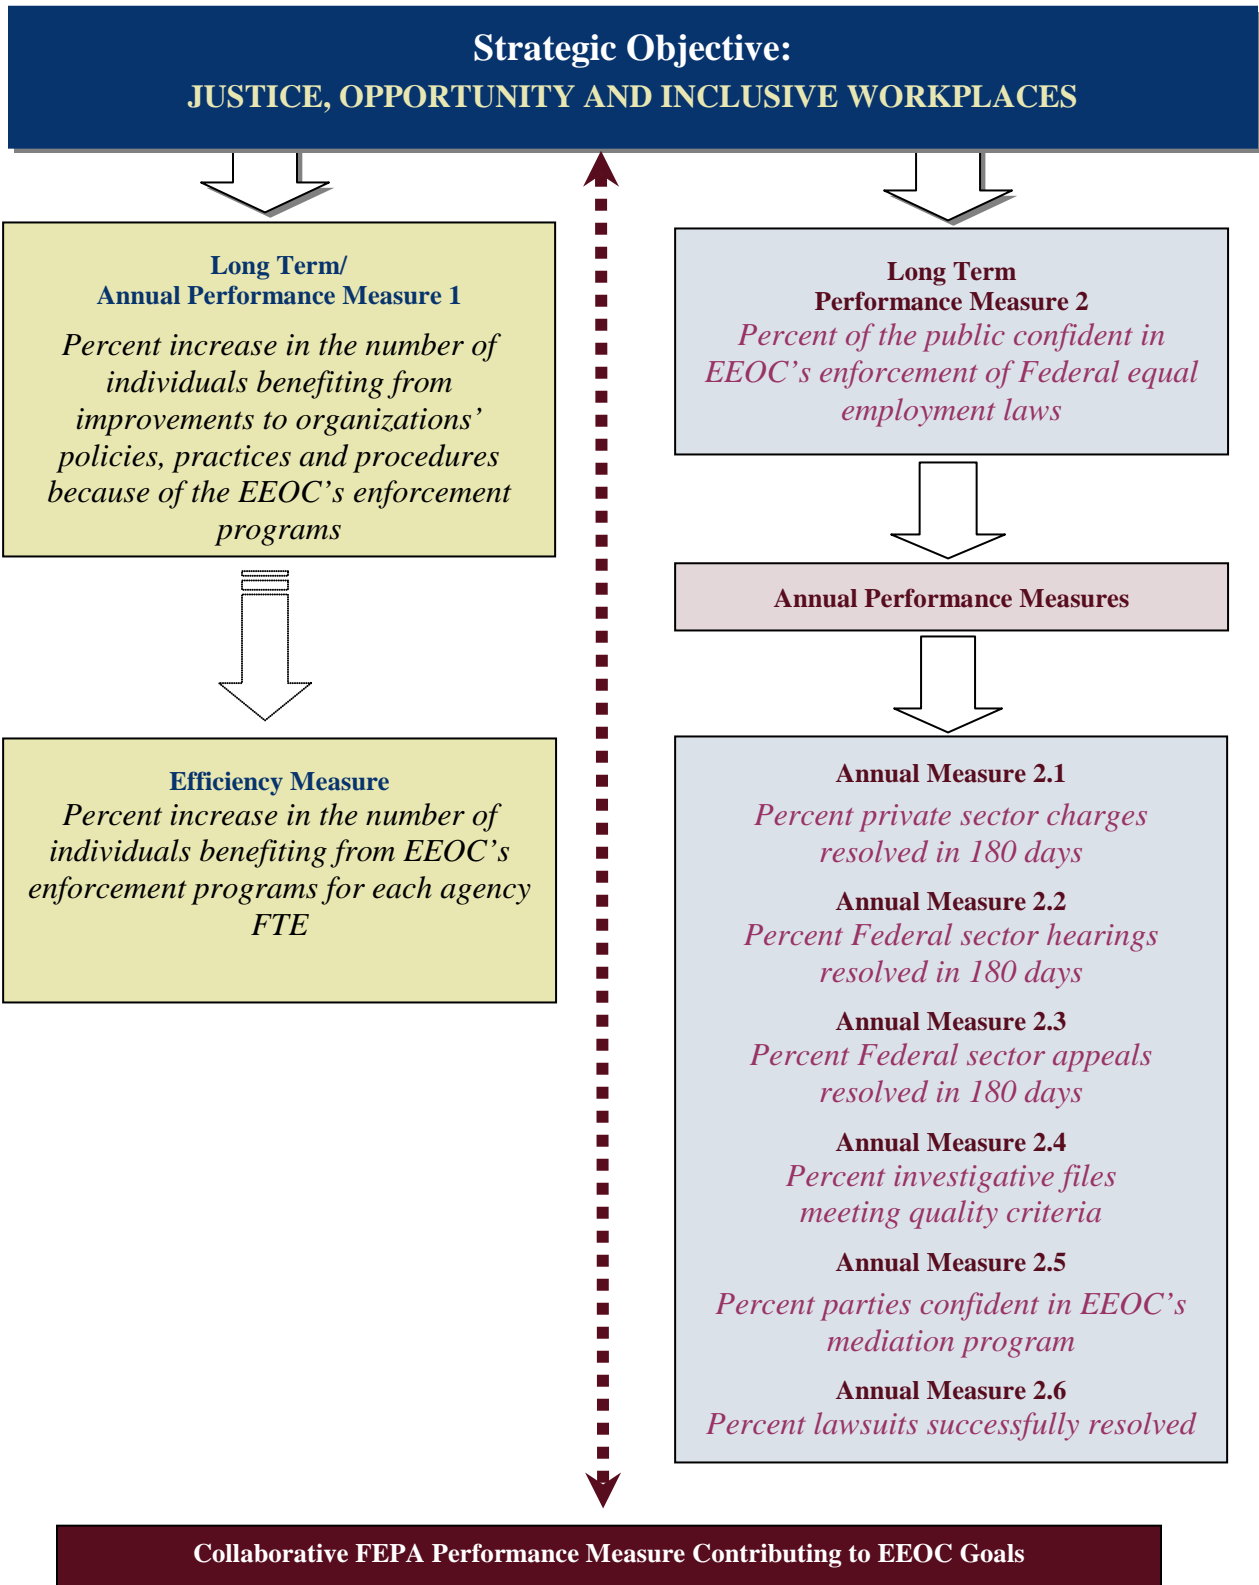 Strategic Objective:
JUSTICE, OPPORTUNITY AND INCLUSIVE WORKPLACES
Long Term/
Annual Performance Measure 1
Percent increase in the number of
individuals benefiting from
improvements to organizations’
policies, practices and procedures
because of the EEOC’s enforcement
programs
Efficiency Measure
Percent increase in the number of
individuals benefiting from EEOC’s
enforcement programs for each agency
FTE
Long Term
Performance Measure 2
Percent of the public confident in
EEOC’s enforcement of Federal equal
employment laws
Annual Performance Measures
Annual Measure 2.1
Percent private sector charges
resolved in 180 days
Annual Measure 2.2
Percent Federal sector hearings
resolved in 180 days
Annual Measure 2.3
Percent Federal sector appeals
resolved in 180 days
Annual Measure 2.4
Percent investigative files
meeting quality criteria
Annual Measure 2.5
Percent parties confident in EEOC’s
mediation program
Annual Measure 2.6
Percent lawsuits successfully resolved
Collaborative FEPA Performance Measure Contributing to EEOC Goals